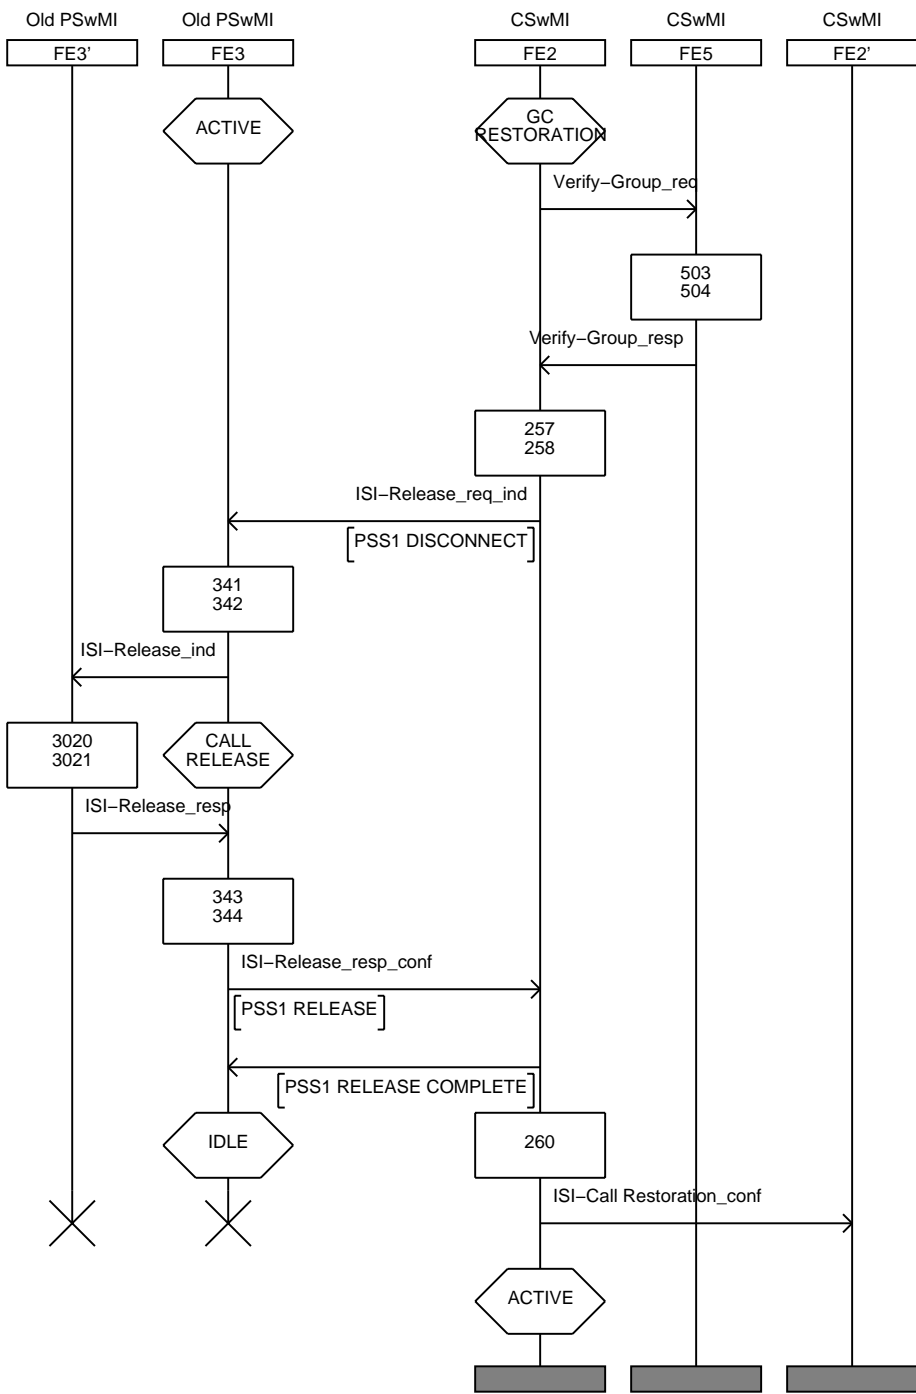 Old PSwMI Old PSwMI CSwMI CSwMI CSwMI
FE3' FE3 FE2 FE5 FE2'
ACTIVE
GC
RESTORATION
Verify−Group_req
503
504
Verify−Group_resp
257
258
ISI−Release_req_ind
PSS1 DISCONNECT
341
342
ISI−Release_ind
3020
3021
CALL
RELEASE
ISI−Release_resp
343
344
ISI−Release_resp_conf
PSS1 RELEASE
PSS1 RELEASE COMPLETE
IDLE
260
ISI−Call Restoration_conf
ACTIVE